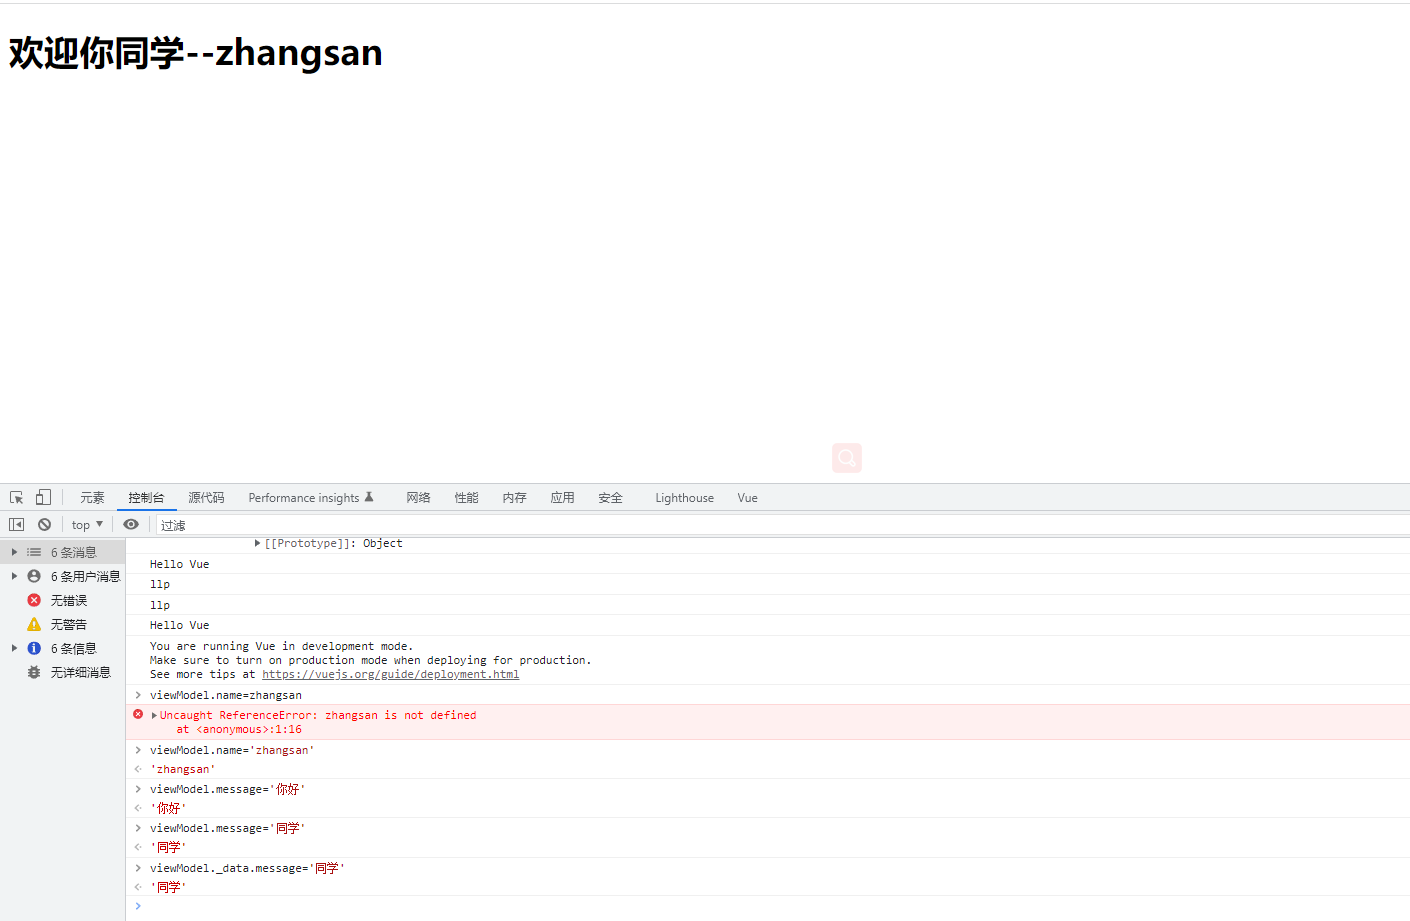 欢迎你同学--zhangsan
元素 控制台 源代码 Performance insights 网络 性能 内存 应用 安全 Lighthouse Vue
top 过滤
6 条消息
6 条用户消息
无错误
无警告
6 条信息
无详细消息
[[Prototype]]: Object
Hello Vue
llp
llp
Hello Vue
You are running Vue in development mode.
Make sure to turn on production mode when deploying for production.
See more tips at https://vuejs.org/guide/deployment.html
viewModel.name=zhangsan
Uncaught ReferenceError: zhangsan is not defined
at <anonymous>:1:16
viewModel.name='zhangsan'
'zhangsan'
viewModel.message='你好'
'你好'
viewModel.message='同学'
'同学'
viewModel._data.message='同学'
'同学'